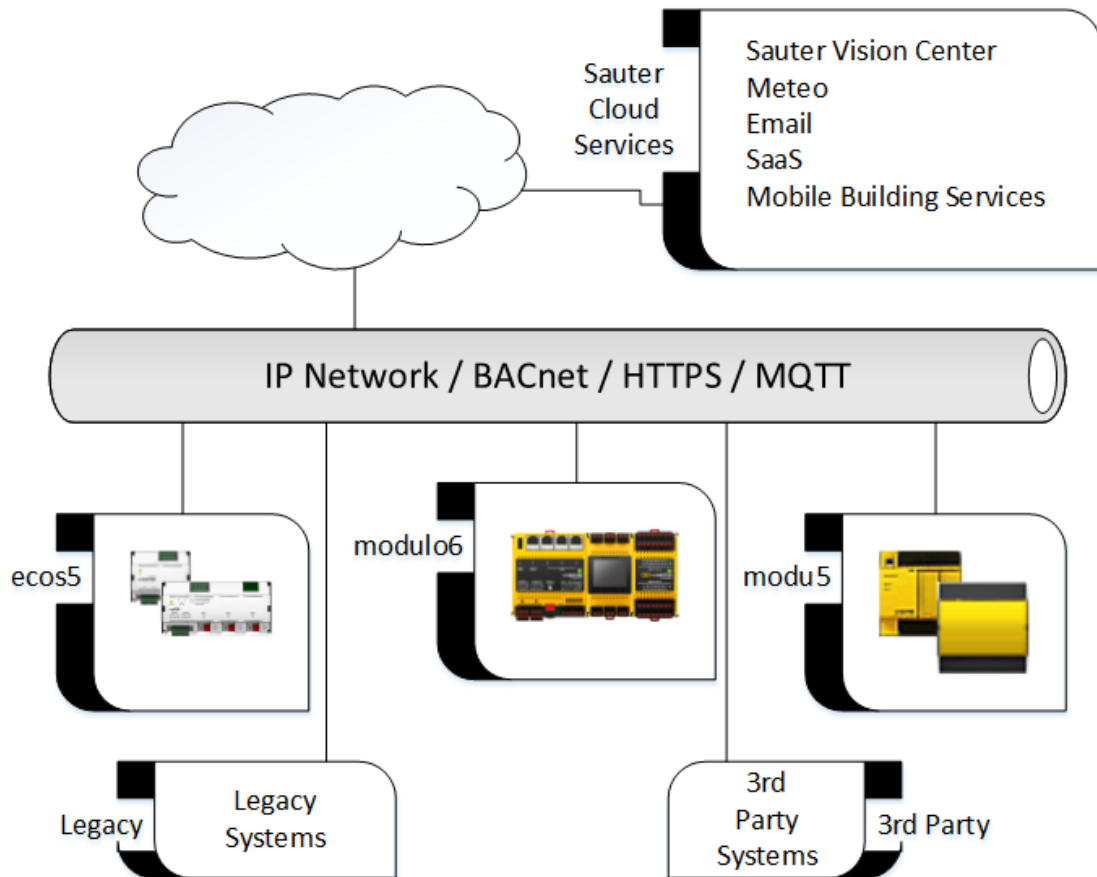 Sauter
Cloud
Services
Sauter Vision Center
Meteo
Email
SaaS
Mobile Building Services
IP Network / BACnet / HTTPS / MQTT
ecos5
modulo6
modu5
Legacy
Legacy
Systems
3rd
Party
Systems
3rd Party